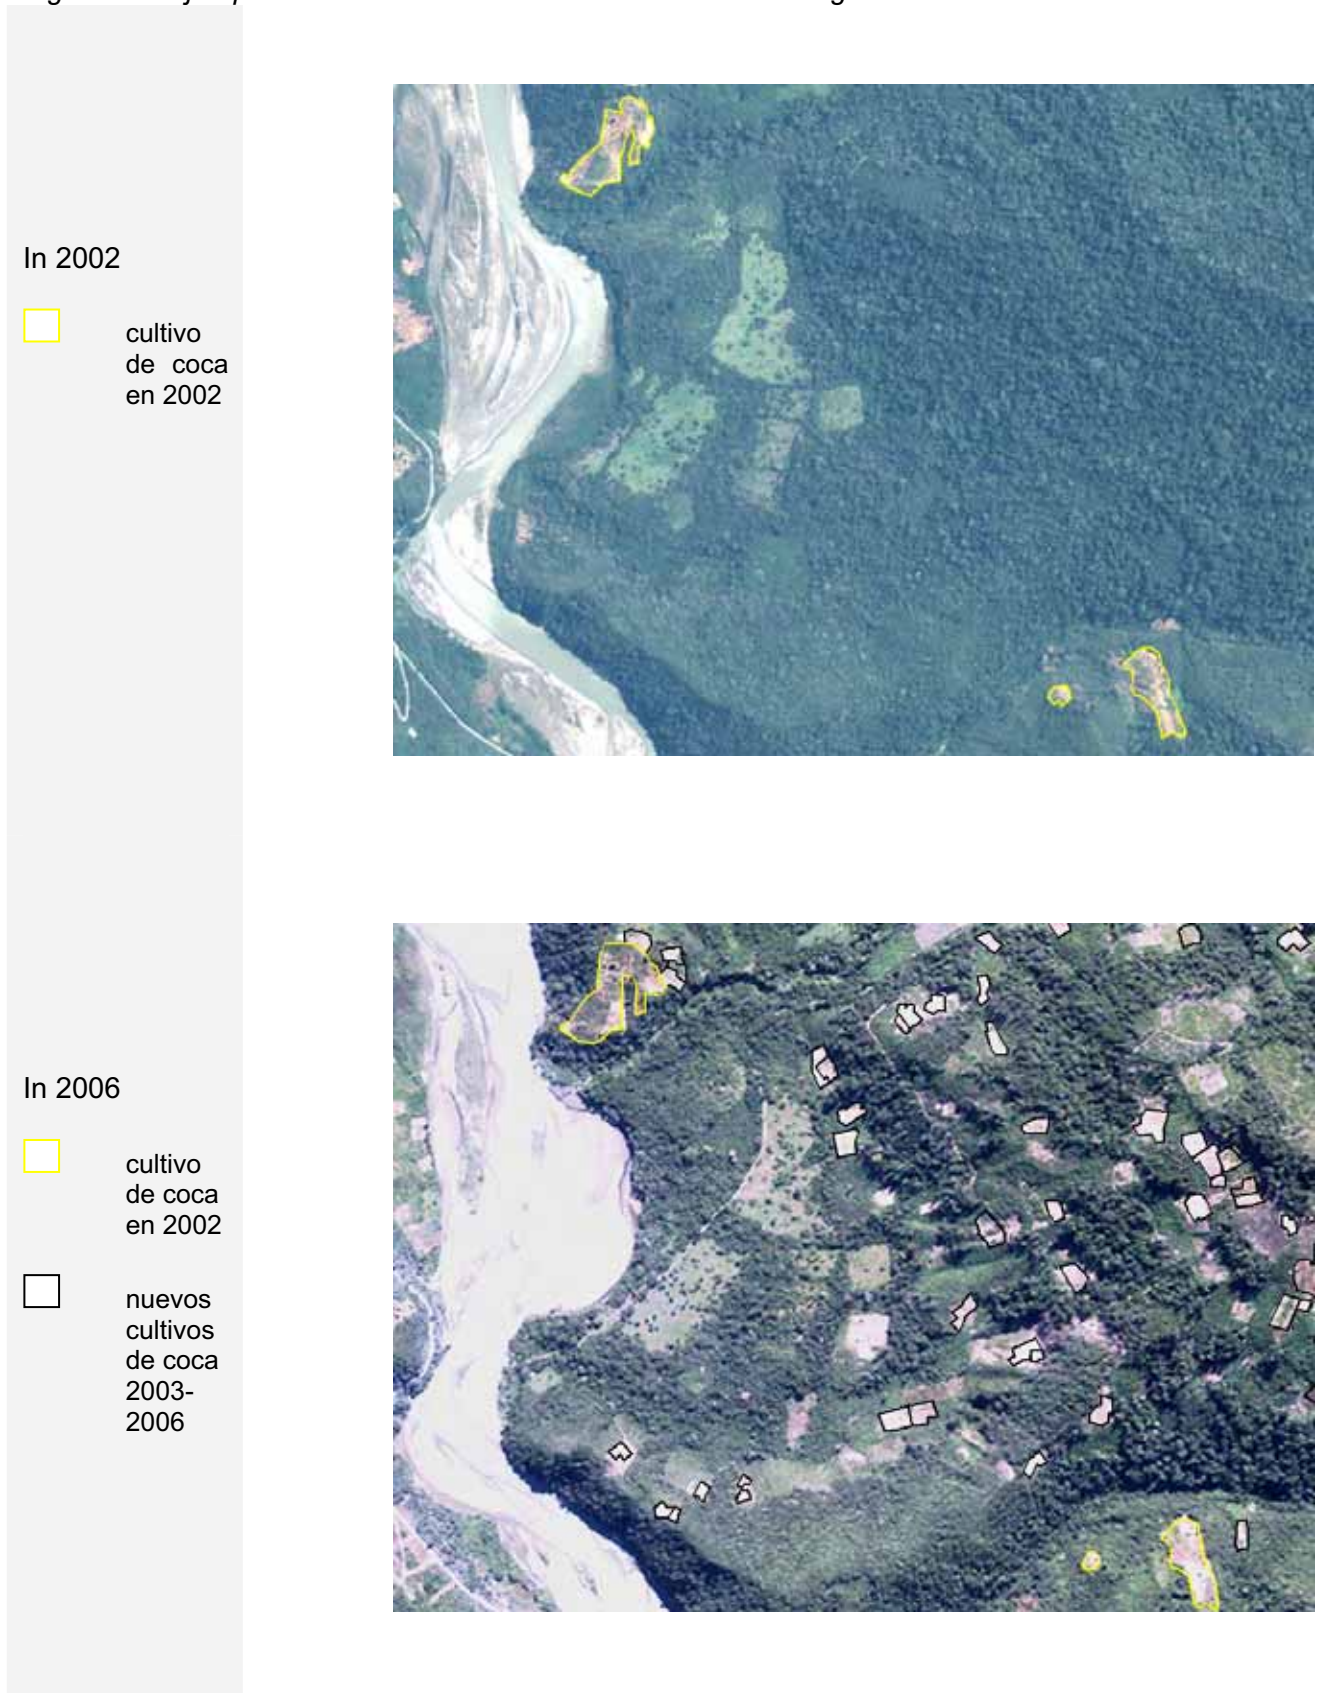 In 2002
cultivo
de coca
en 2002
In 2006
cultivo
de coca
en 2002
nuevos
cultivos
de coca
2003-
2006